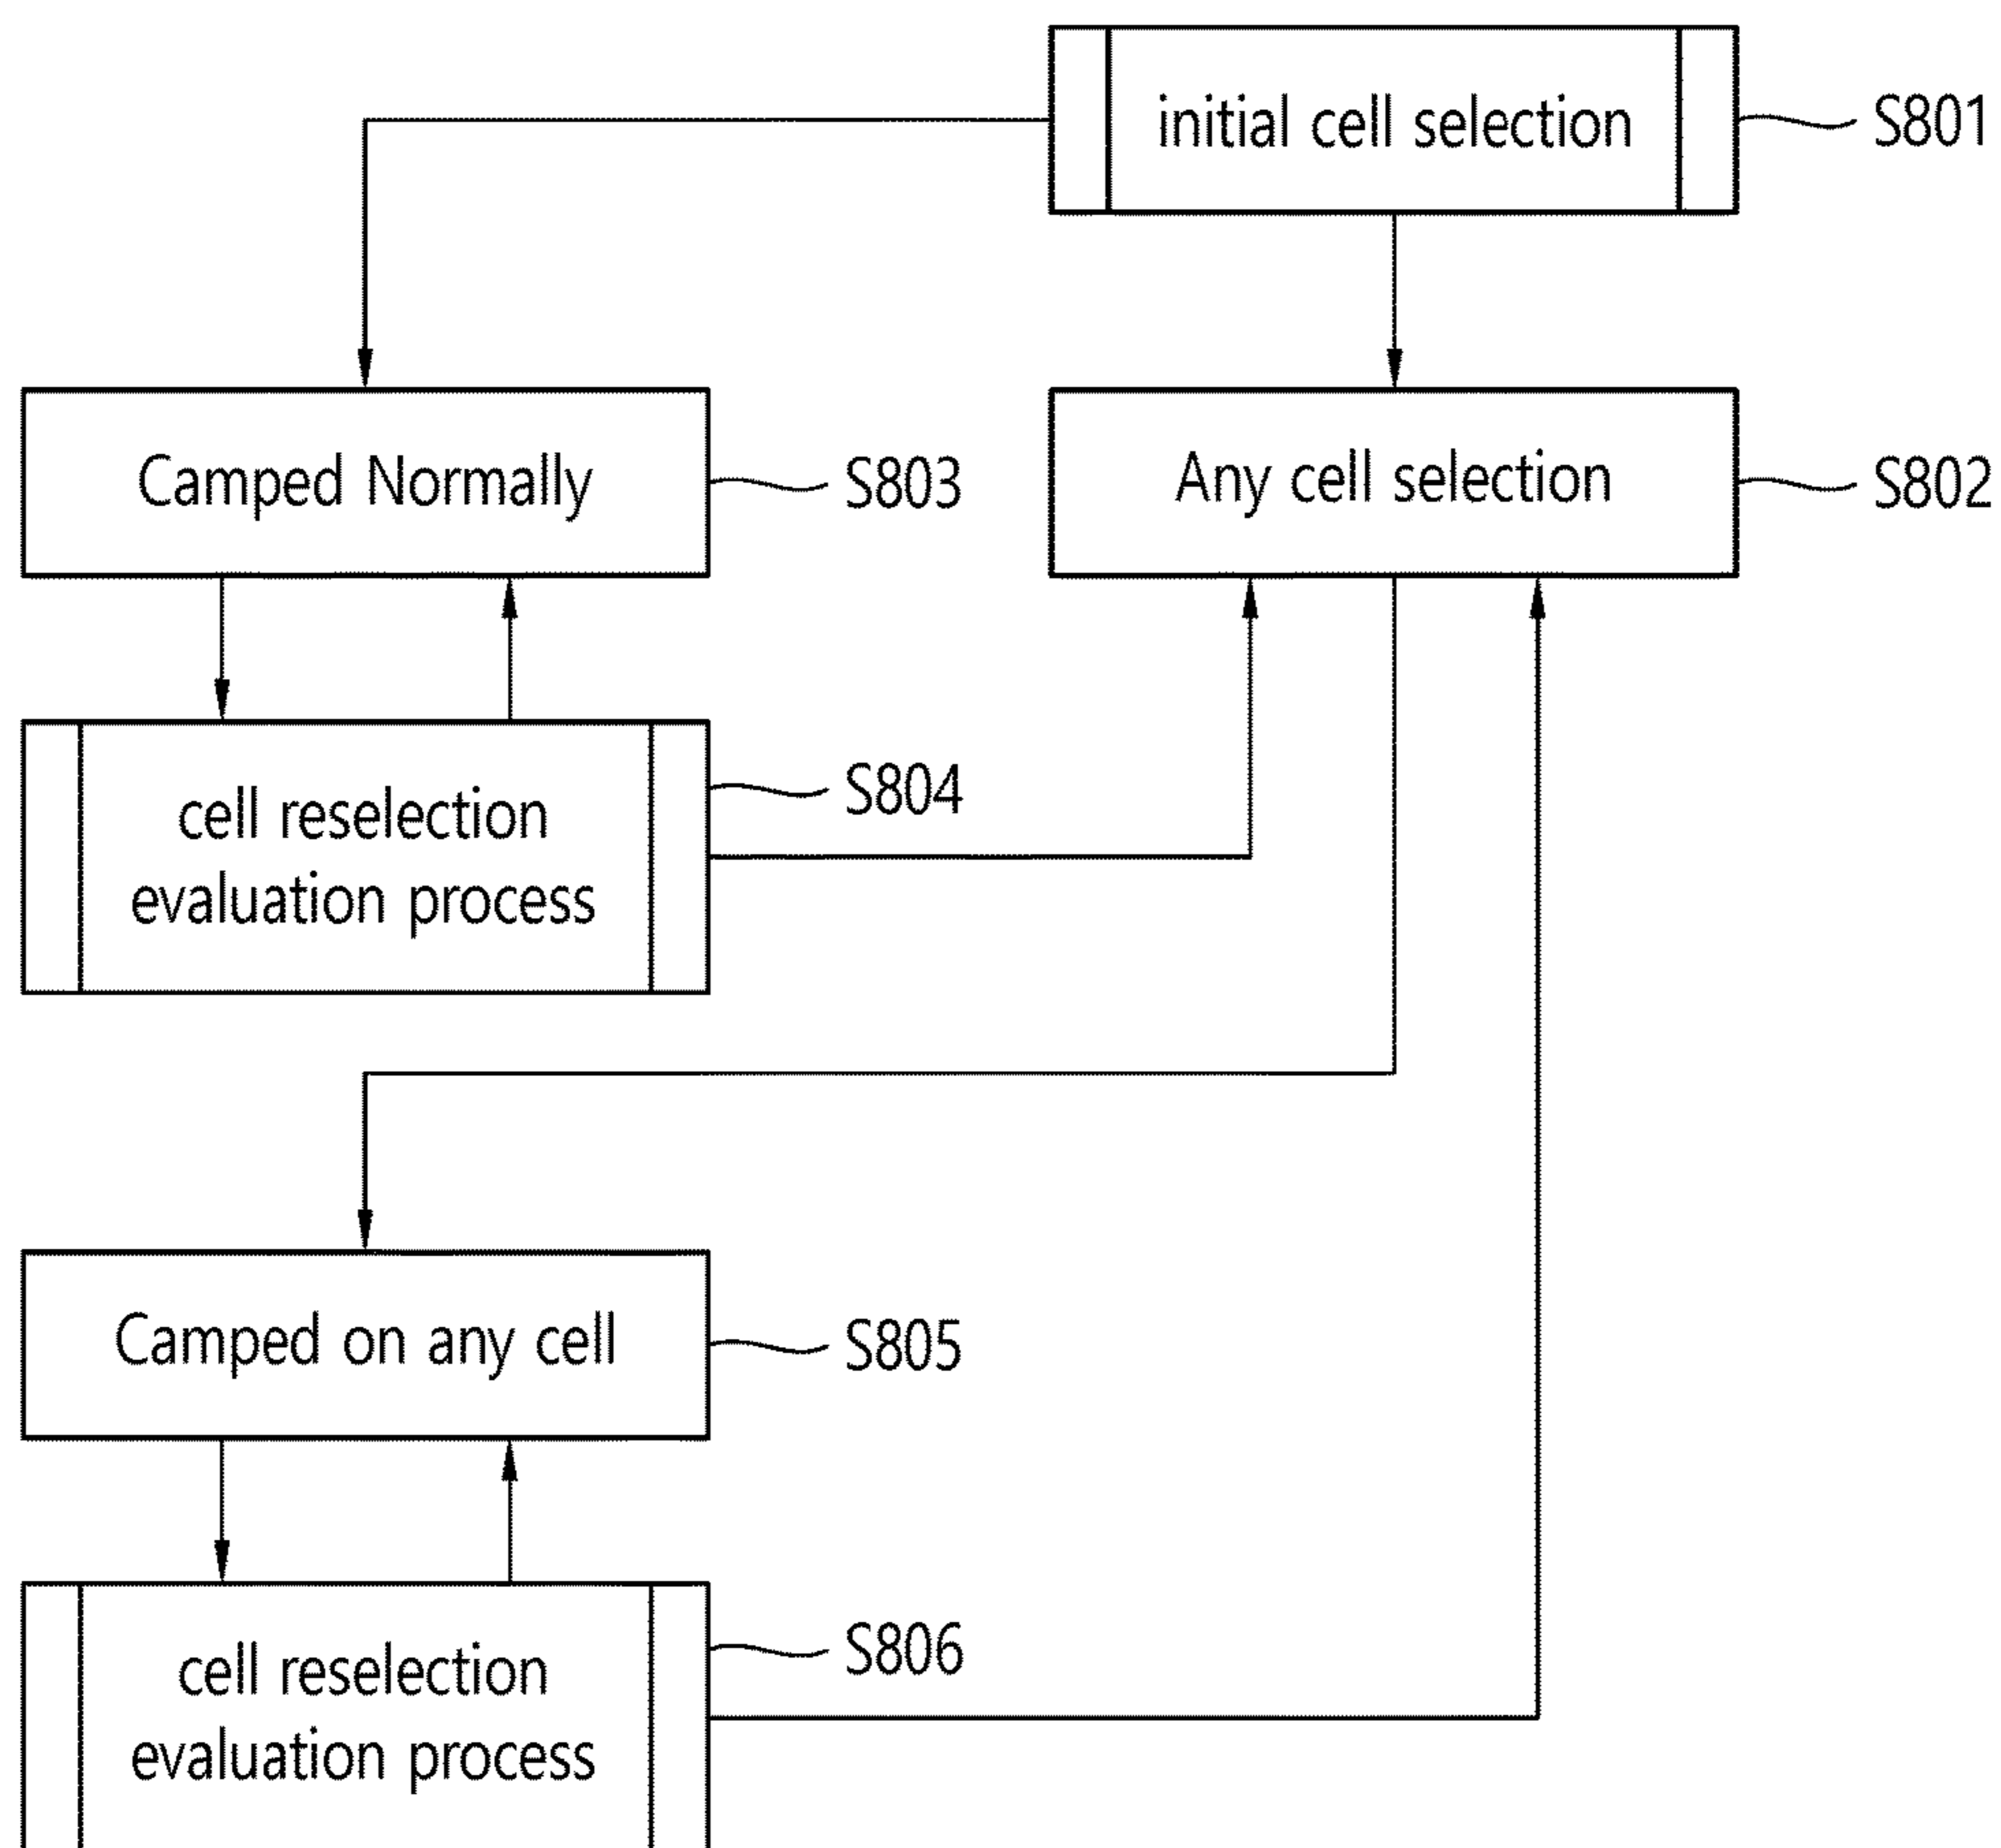 initial cell selection
S801
Camped Normally
S803
Any cell selection
S802
cell reselection
evaluation process
S804
Camped on any cell
S805
cell reselection
evaluation process
S806